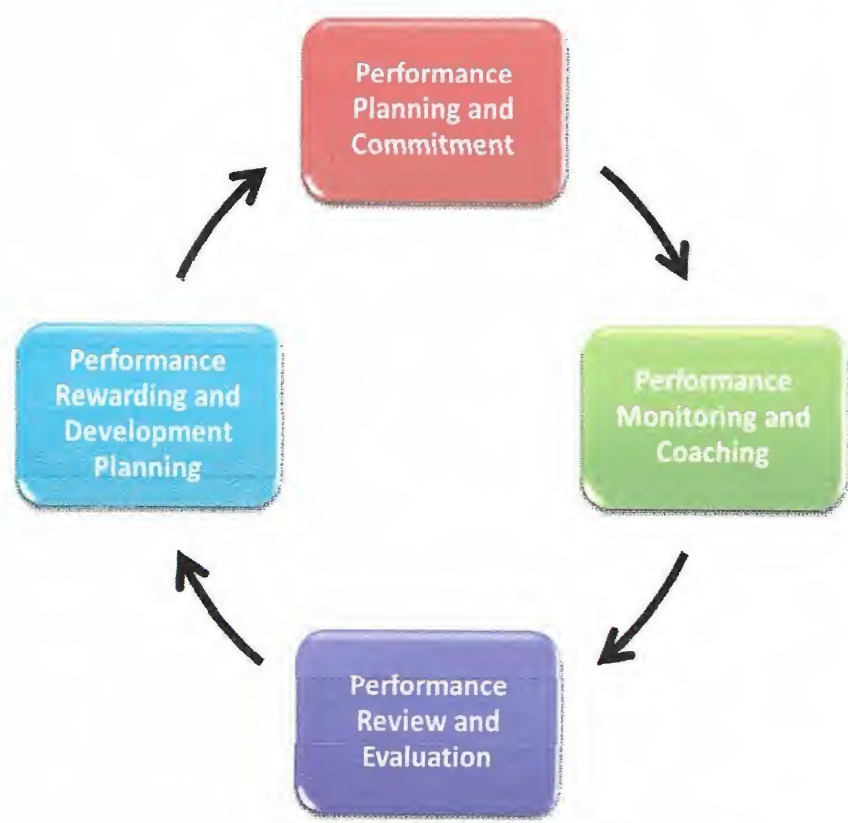 Performance
Planning and
Commitment
Performance
Monitoring and
Coaching
Performance
Review and
Evaluation
Performance
Rewarding and
Development
Planning